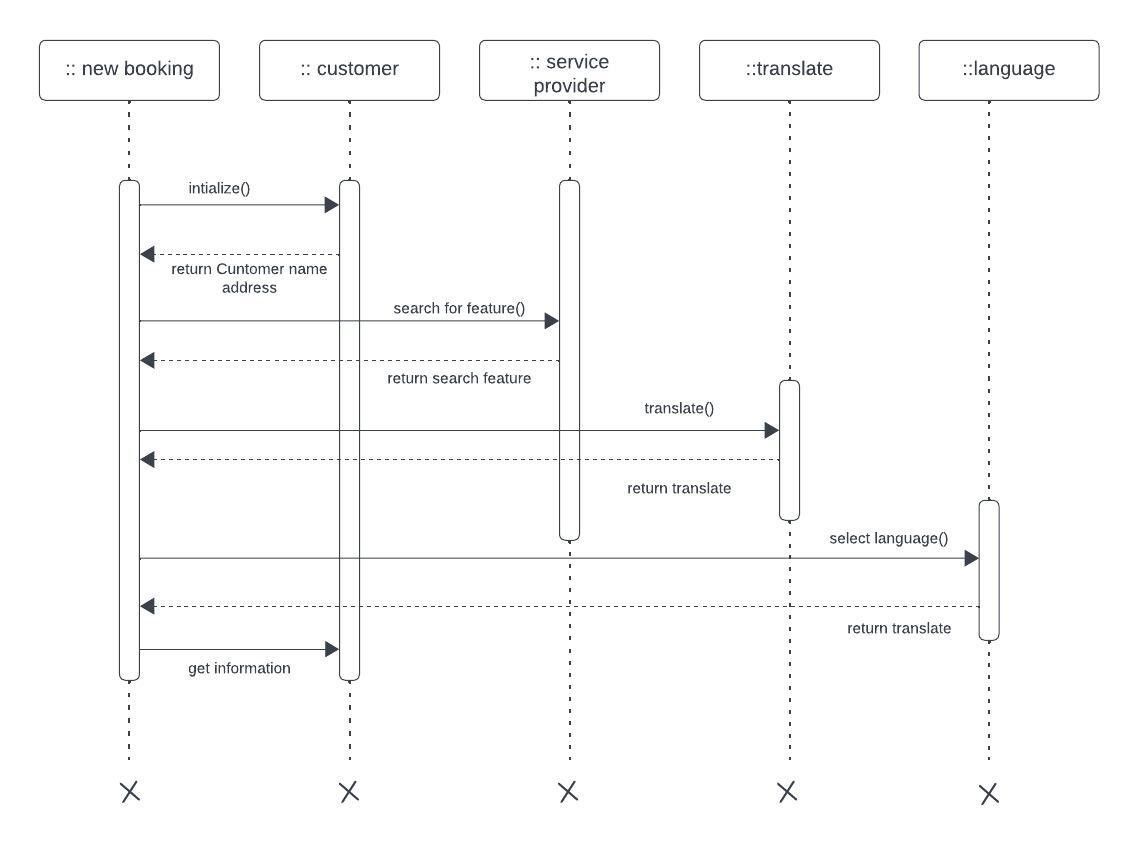 :: new booking
:: customer
:: service
provider
::translate
::language
intialize()
return Cuntomer name
address
search for feature()
return search feature
translate()
return translate
select language()
return translate
get information